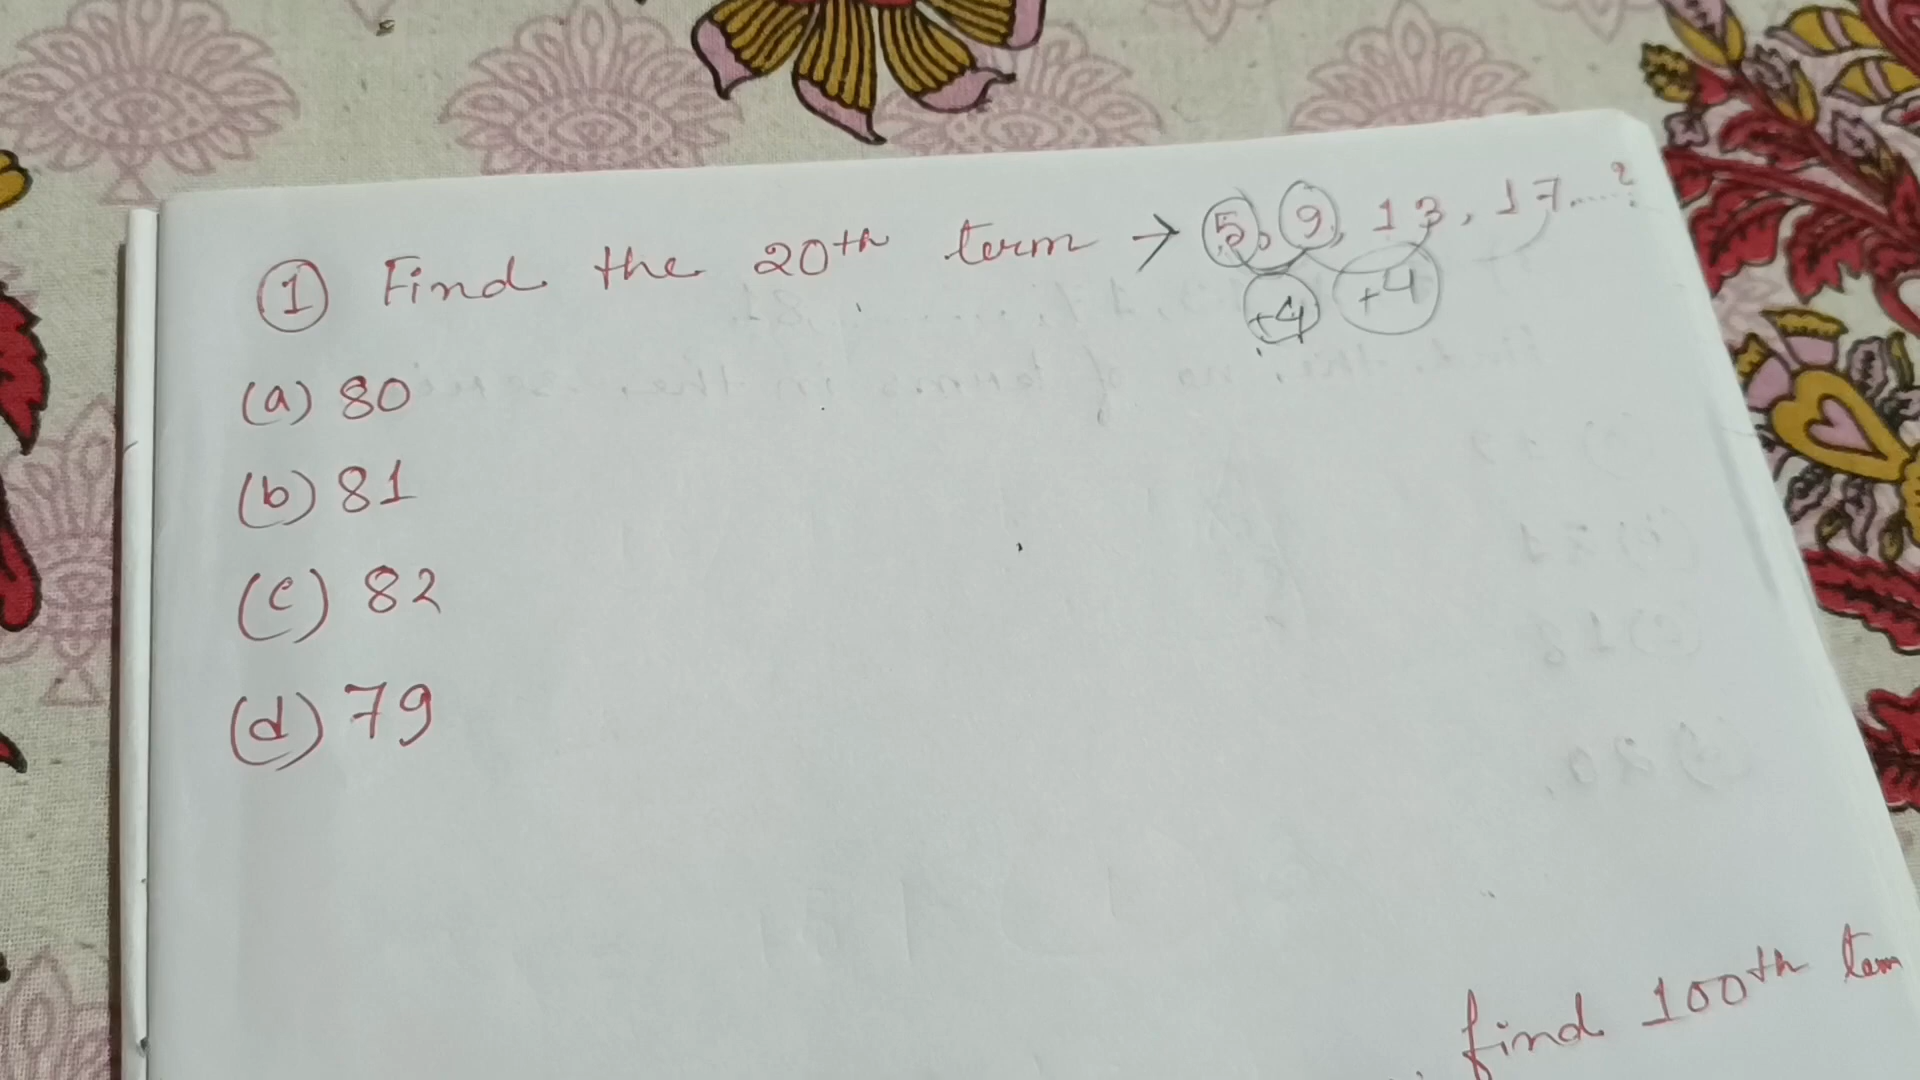 ① Find the 20th term → 5, 9, 13, 17.....?
+4 +4
(a) 80
(b) 81
(c) 82
(d) 79
find 100th term